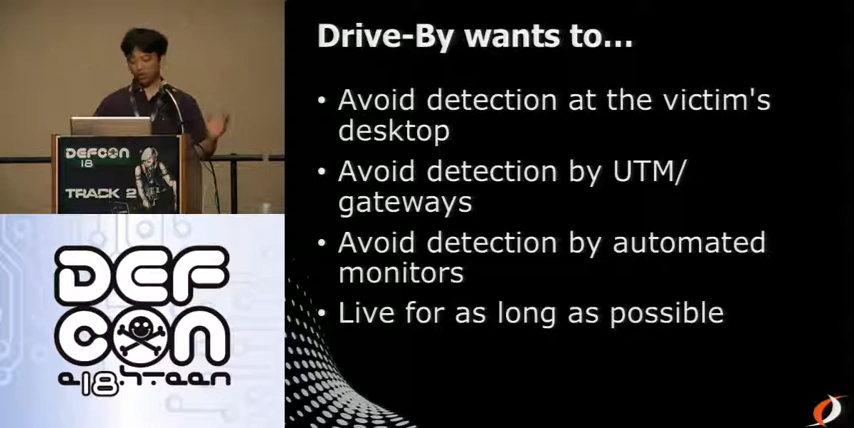 Drive-By wants to...
• Avoid detection at the victim's
desktop
• Avoid detection by UTM/
gateways
• Avoid detection by automated
monitors
• Live for as long as possible
DEFCON
18
TRACK 2
DEF
CON
e18hteen